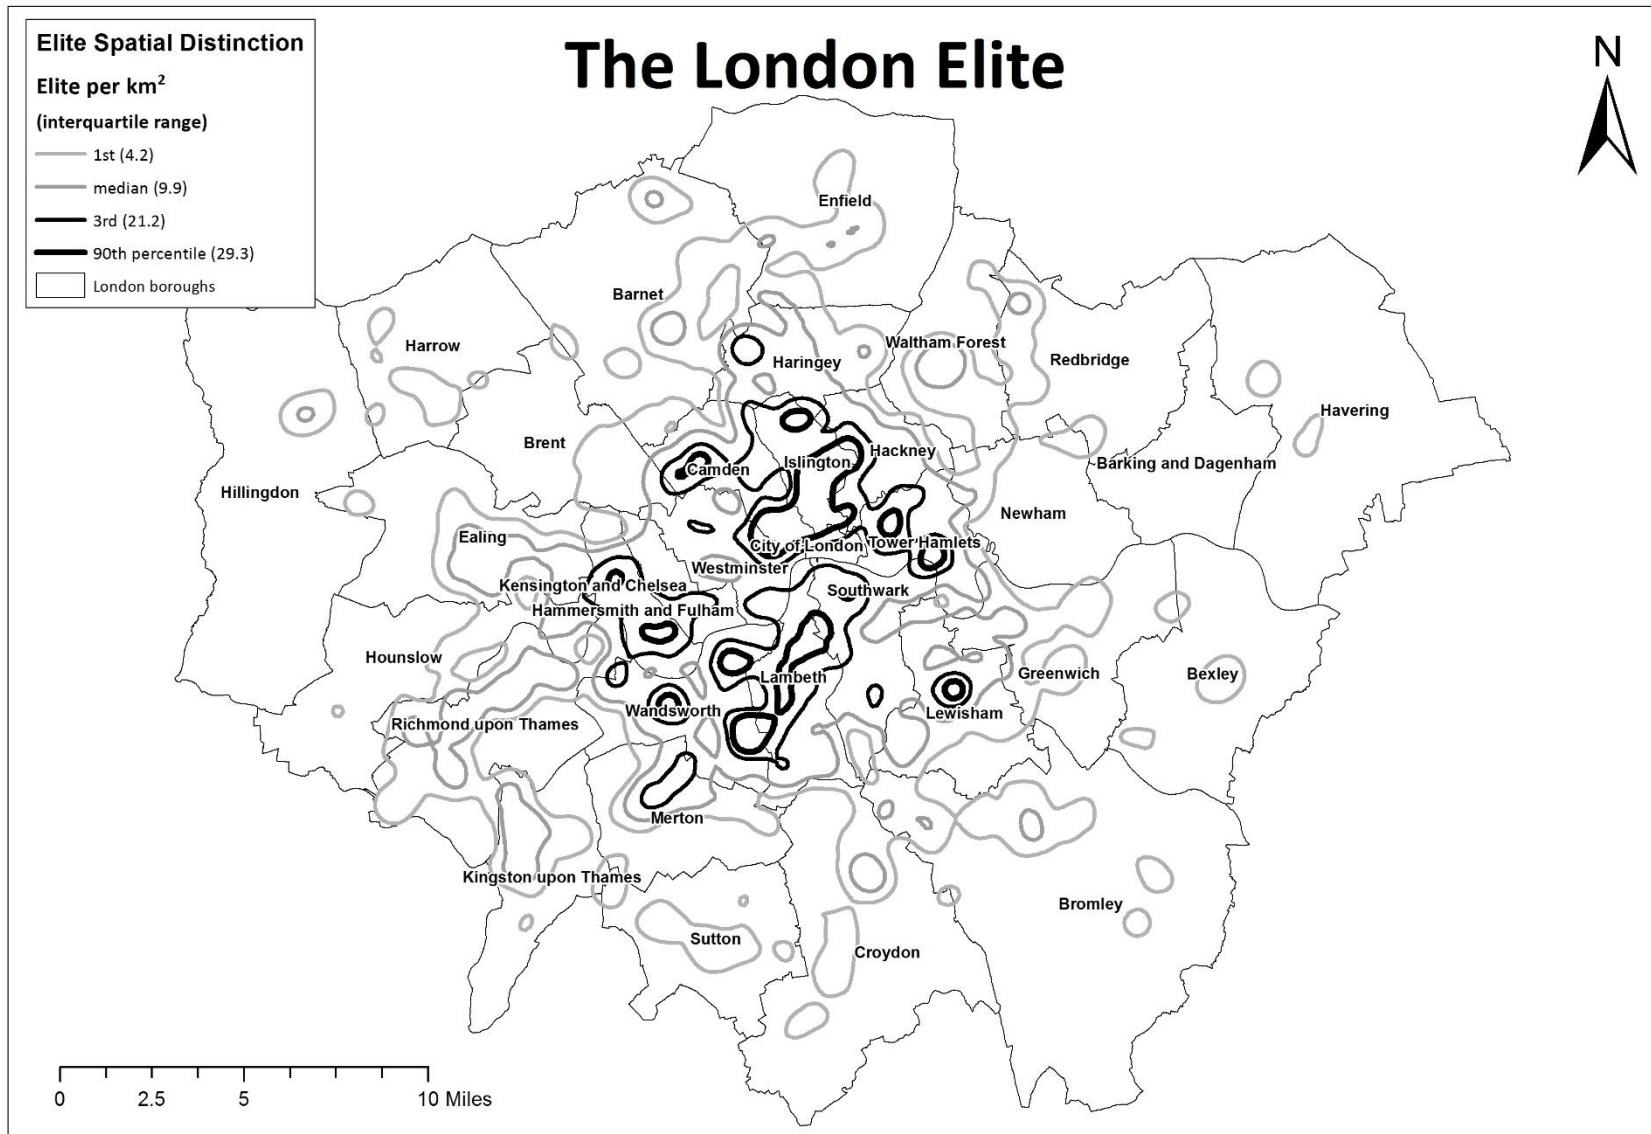 The London Elite
Elite Spatial Distinction
Elite per km²
(interquartile range)
1st (4.2)
median (9.9)
3rd (21.2)
90th percentile (29.3)
London boroughs
N
Enfield
Barnet
Harrow
Haringey
Waltham Forest
Redbridge
Havering
Brent
Camden
Islington
Hackney
Barking and Dagenham
Hillingdon
Newham
Ealing
City of London
Tower Hamlets
Westminster
Kensington and Chelsea
Southwark
Hammersmith and Fulham
Hounslow
Lambeth
Greenwich
Bexley
Wandsworth
Lewisham
Richmond upon Thames
Merton
Kingston upon Thames
Bromley
Sutton
Croydon
0 2.5 5 10 Miles